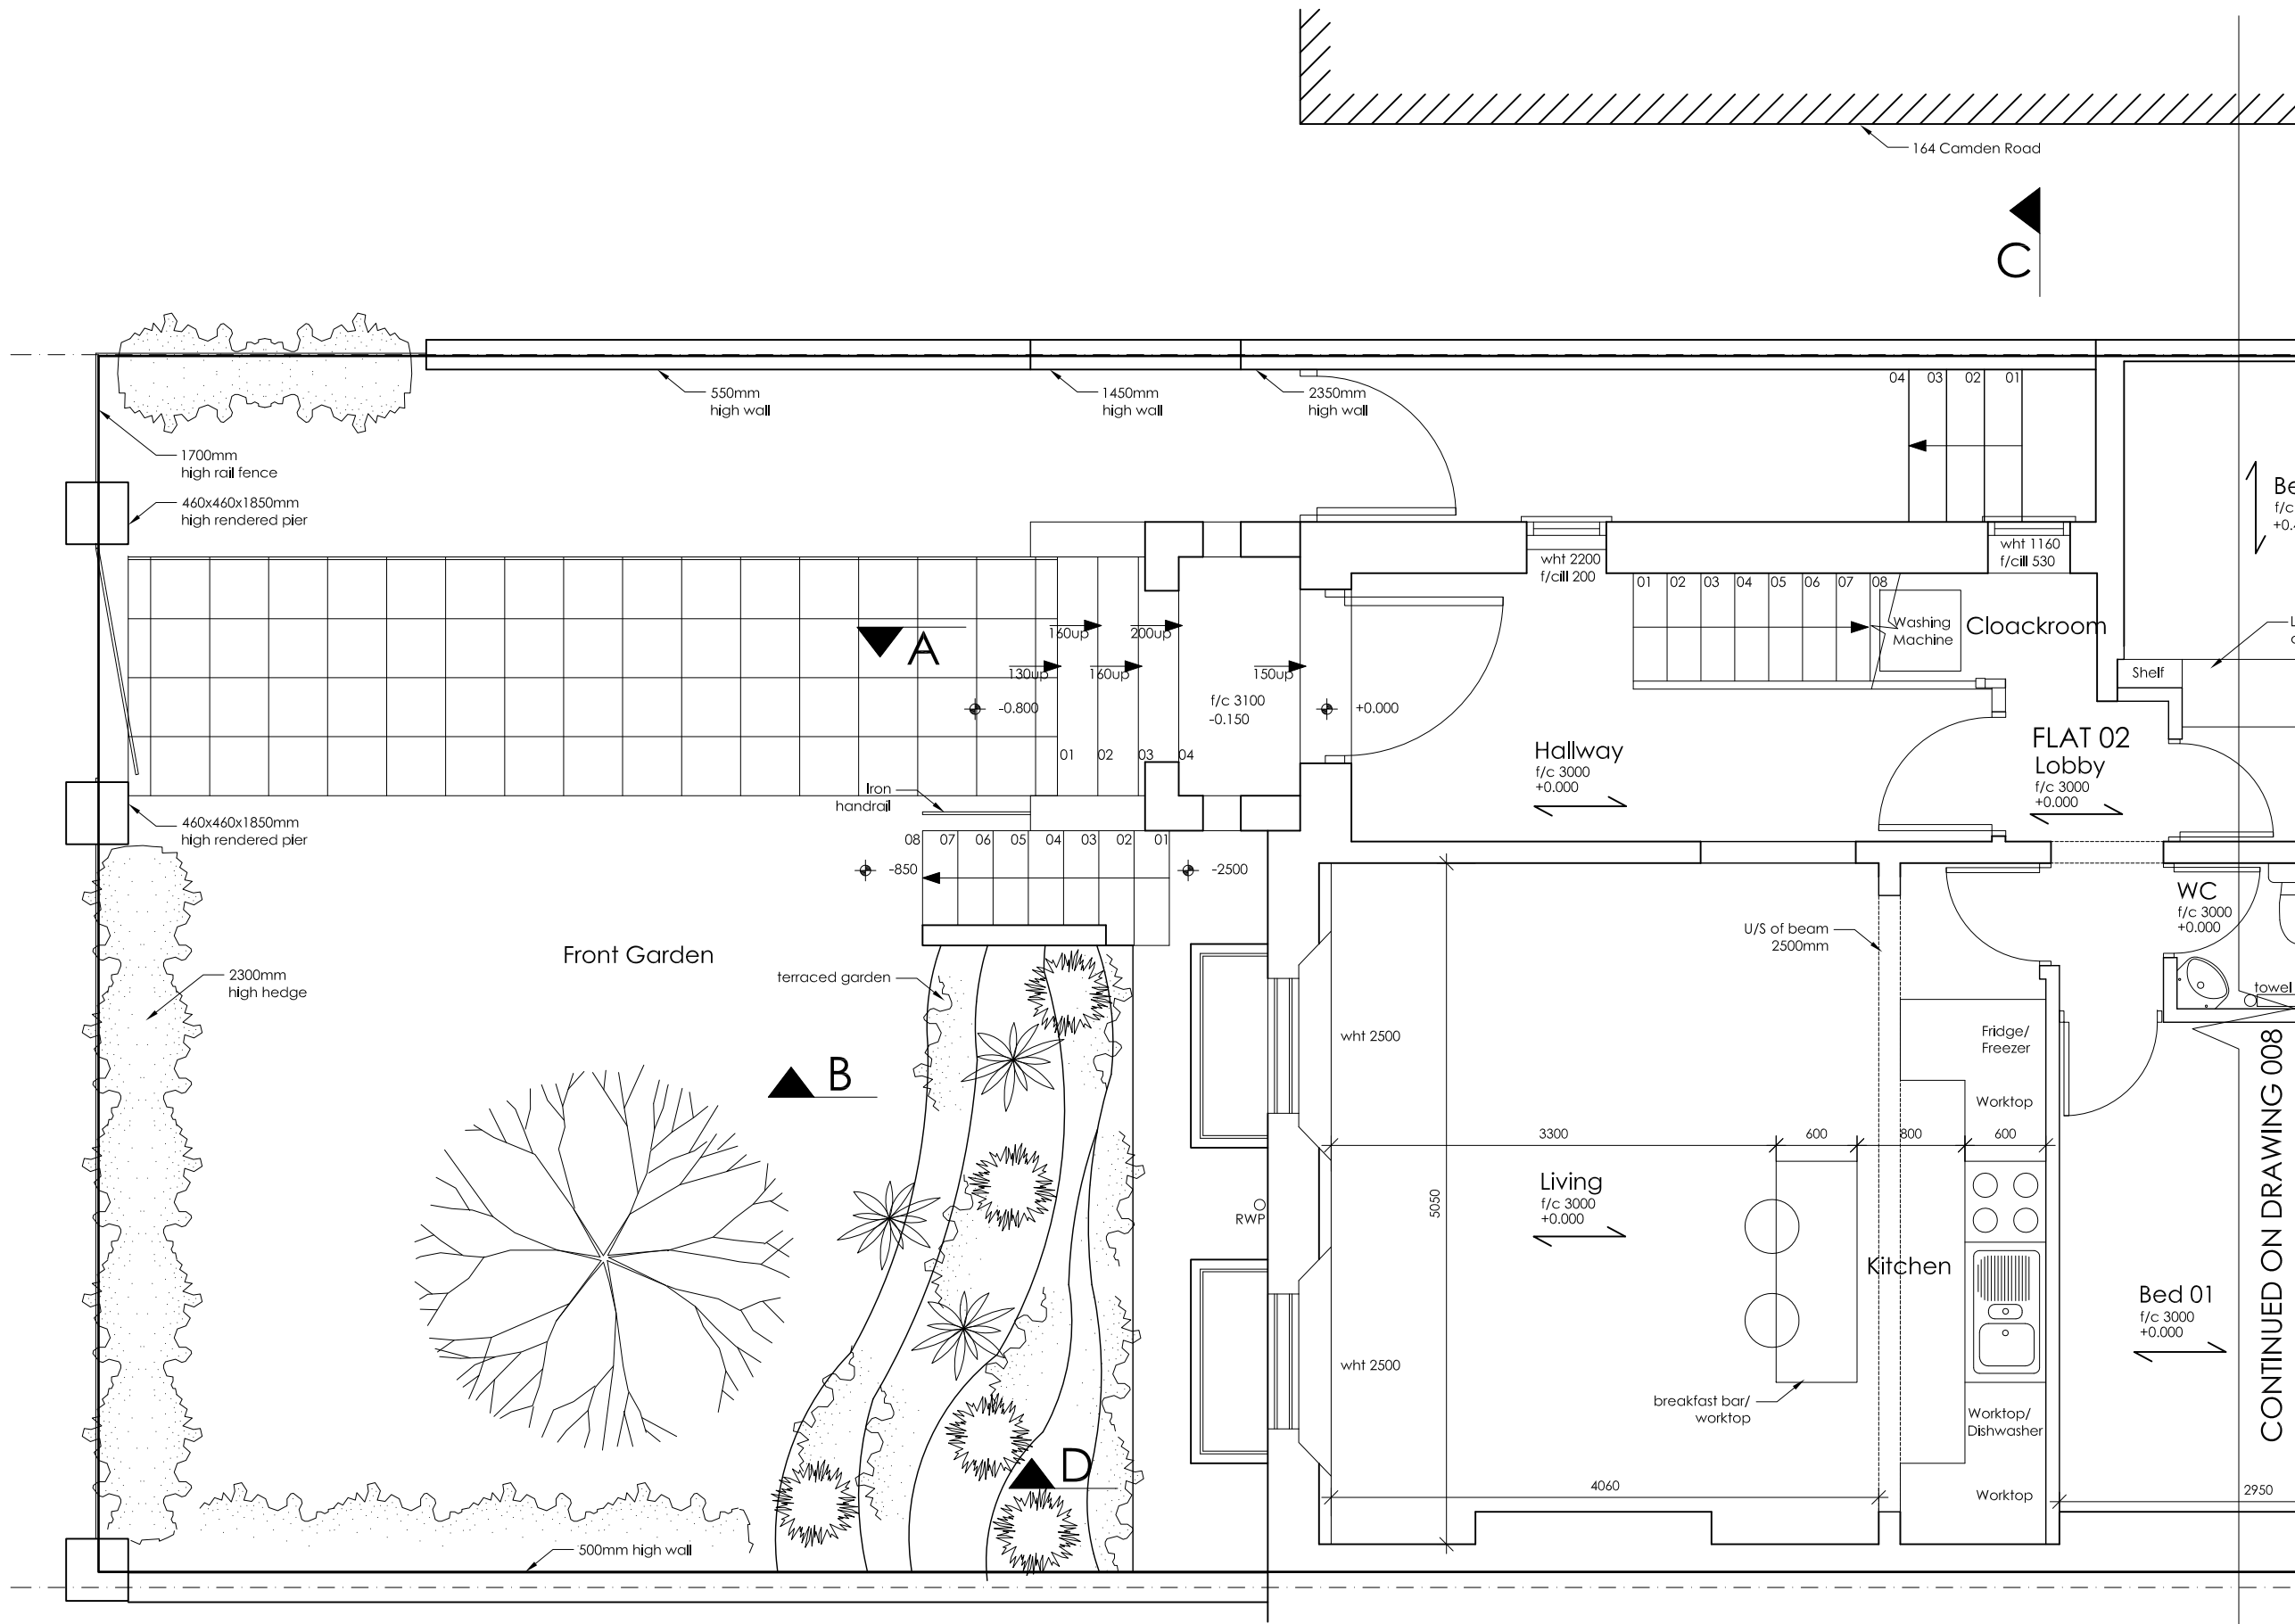 164 Camden Road
C
550mm
high wall
1450mm
high wall
2350mm
high wall
04 03 02 01
1700mm
high rail fence
460x460x1850mm
high rendered pier
wht 2200
f/cill 200
wht 1160
f/cill 530
01 02 03 04 05 06 07 08
Washing
Machine
Cloackroom
Shelf
A
160up
200up
130up
160up
150up
f/c 3100
-0.150
-0.800
+0.000
01 02 03 04
Hallway
f/c 3000
+0.000
FLAT 02
Lobby
f/c 3000
+0.000
Iron
handrail
460x460x1850mm
high rendered pier
08 07 06 05 04 03 02 01
-850
-2500
WC
f/c 3000
+0.000
U/S of beam
2500mm
Front Garden
terraced garden
2300mm
high hedge
towel
wht 2500
Fridge/
Freezer
B
Worktop
3300
600
800
600
Living
f/c 3000
+0.000
5050
RWP
Kitchen
Bed 01
f/c 3000
+0.000
CONTINUED ON DRAWING 008
wht 2500
breakfast bar/
worktop
Worktop/
Dishwasher
D
4060
Worktop
2950
500mm high wall